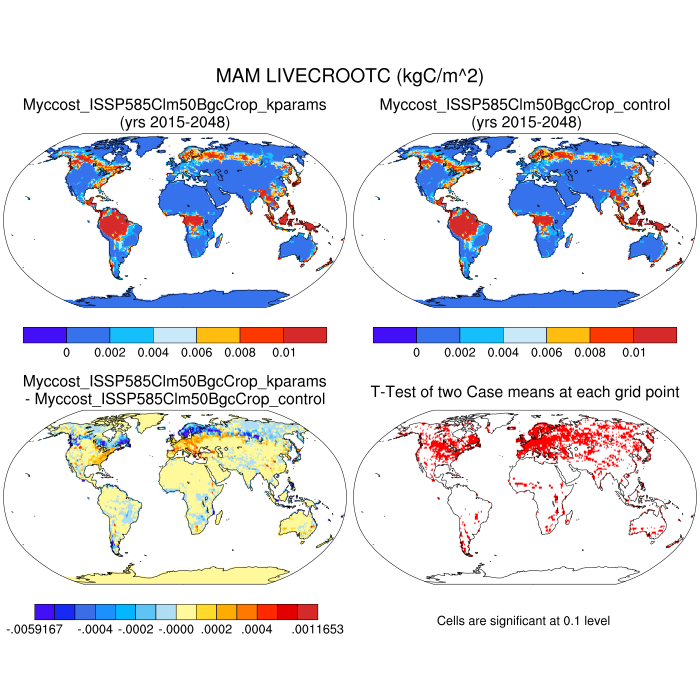 MAM LIVECROOTC (kgC/m^2)
Myccost_ISSP585Clm50BgcCrop_kparams
(yrs 2015-2048)
Myccost_ISSP585Clm50BgcCrop_control
(yrs 2015-2048)
0 0.002 0.004 0.006 0.008 0.01
0 0.002 0.004 0.006 0.008 0.01
Myccost_ISSP585Clm50BgcCrop_kparams
- Myccost_ISSP585Clm50BgcCrop_control
T-Test of two Case means at each grid point
-.0059167 -.0004 -.0002 -.0000 .0002 .0004 .0011653
Cells are significant at 0.1 level